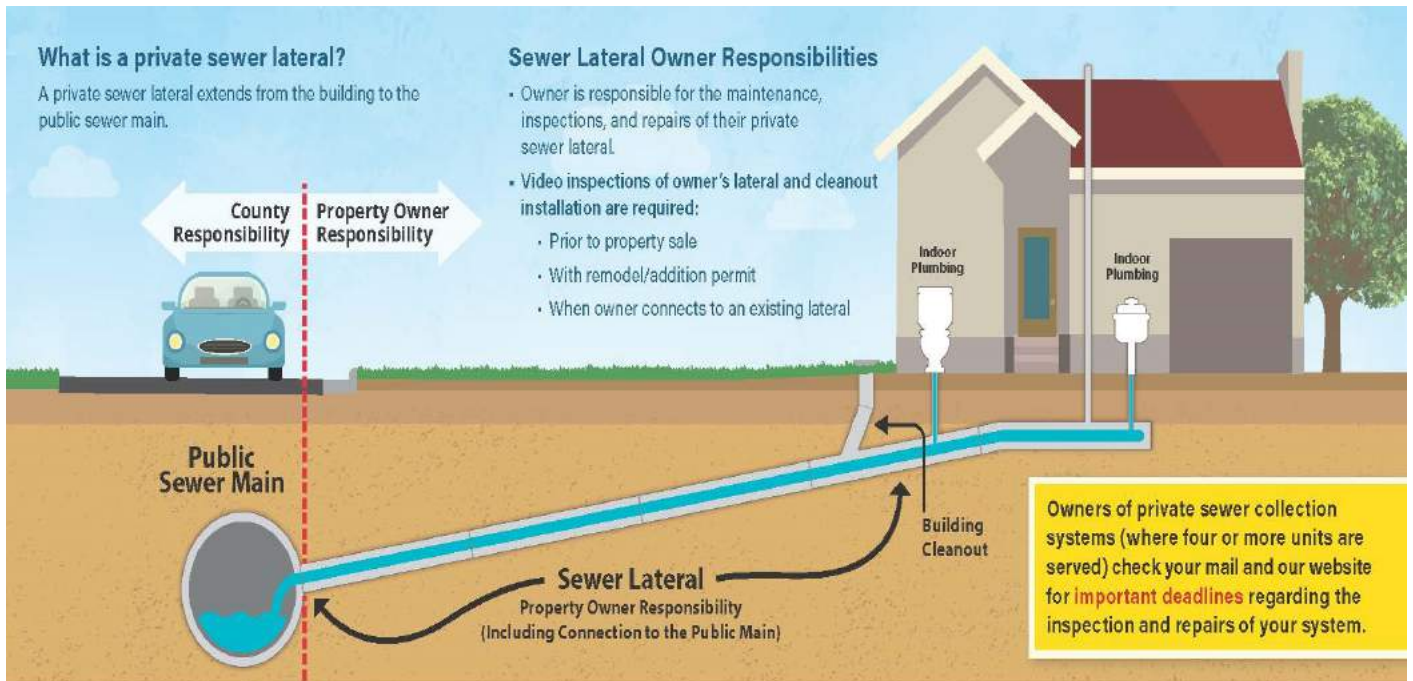 What is a private sewer lateral?
A private sewer lateral extends from the building to the
public sewer main.
County
Responsibility
Property Owner
Responsibility
Sewer Lateral Owner Responsibilities
• Owner is responsible for the maintenance,
inspections, and repairs of their private
sewer lateral.
• Video inspections of owner's lateral and cleanout
installation are required:
• Prior to property sale
• With remodel/addition permit
• When owner connects to an existing lateral
Indoor
Plumbing
Indoor
Plumbing
Public
Sewer Main
Building
Cleanout
Sewer Lateral
Property Owner Responsibility
(Including Connection to the Public Main)
Owners of private sewer collection
systems (where four or more units are
served) check your mail and our website
for important deadlines regarding the
inspection and repairs of your system.